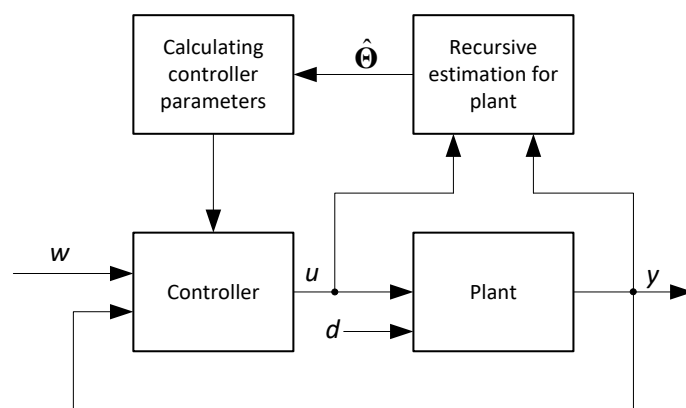 Calculating
controller
parameters
Θ̂
Recursive
estimation for
plant
w
Controller
u
d
Plant
y